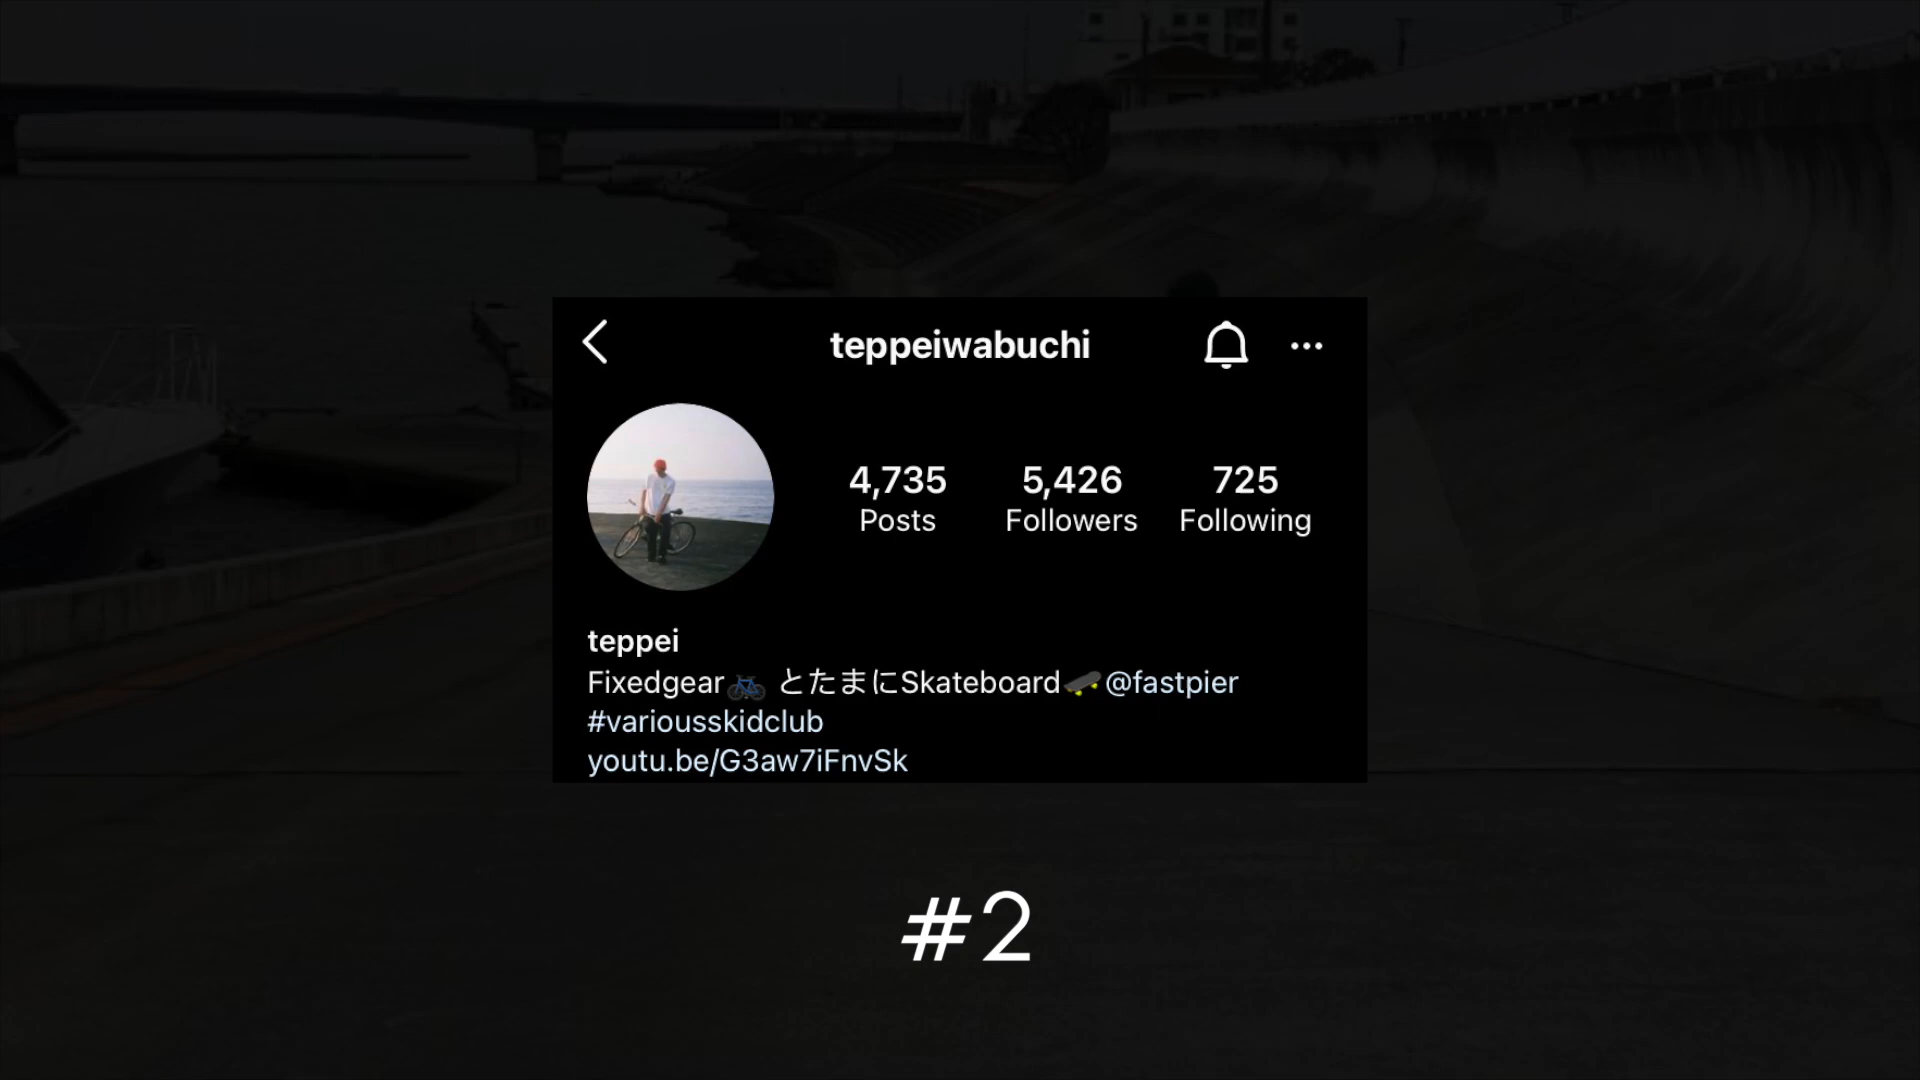 teppeiwabuchi
4,735 5,426 725
Posts Followers Following
teppei
Fixedgear🚲 とたまにSkateboard🛹@fastpier
#variousskidclub
youtu.be/G3aw7iFnvSk
#2